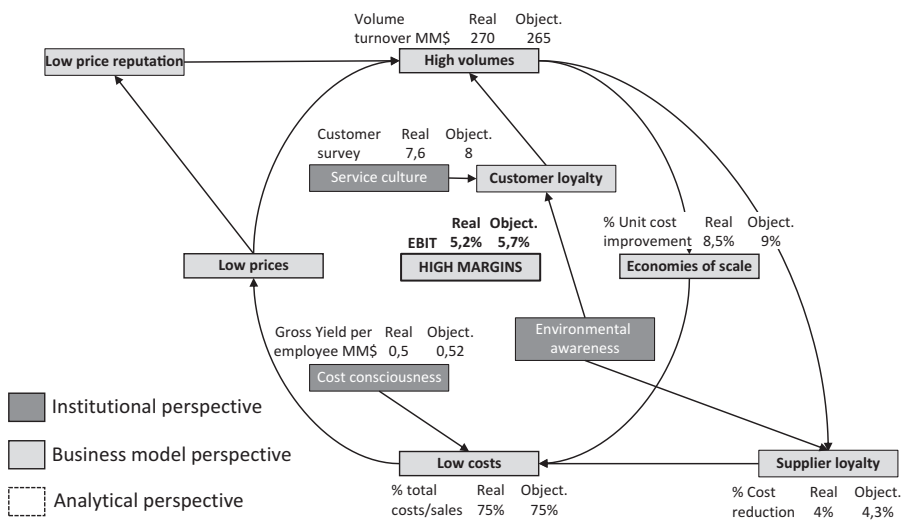 Volume Real Object.
turnover MM$ 270 265
Low price reputation
High volumes
Customer Real Object.
survey 7,6 8
Service culture
Customer loyalty
Real Object.
EBIT 5,2% 5,7%
HIGH MARGINS
% Unit cost Real Object.
improvement 8,5% 9%
Low prices
Economies of scale
Gross Yield per Real Object.
employee MM$ 0,5 0,52
Cost consciousness
Environmental
awareness
Institutional perspective
Business model perspective
Analytical perspective
Low costs
% total Real Object.
costs/sales 75% 75%
Supplier loyalty
% Cost Real Object.
reduction 4% 4,3%